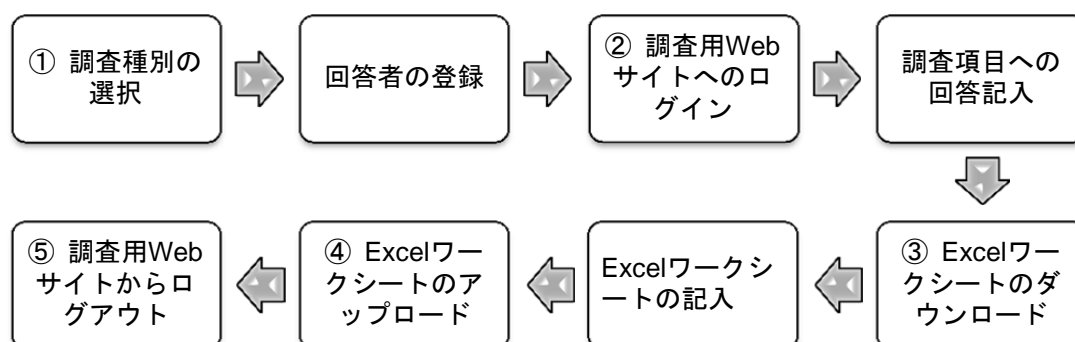 ① 調査種別の
選択
回答者の登録
② 調査用Web
サイトへのロ
グイン
調査項目への
回答記入
③ Excelワー
クシートのダ
ウンロード
Excelワークシ
ートの記入
④ Excelワー
クシートのア
ップロード
⑤ 調査用Web
サイトからロ
グアウト